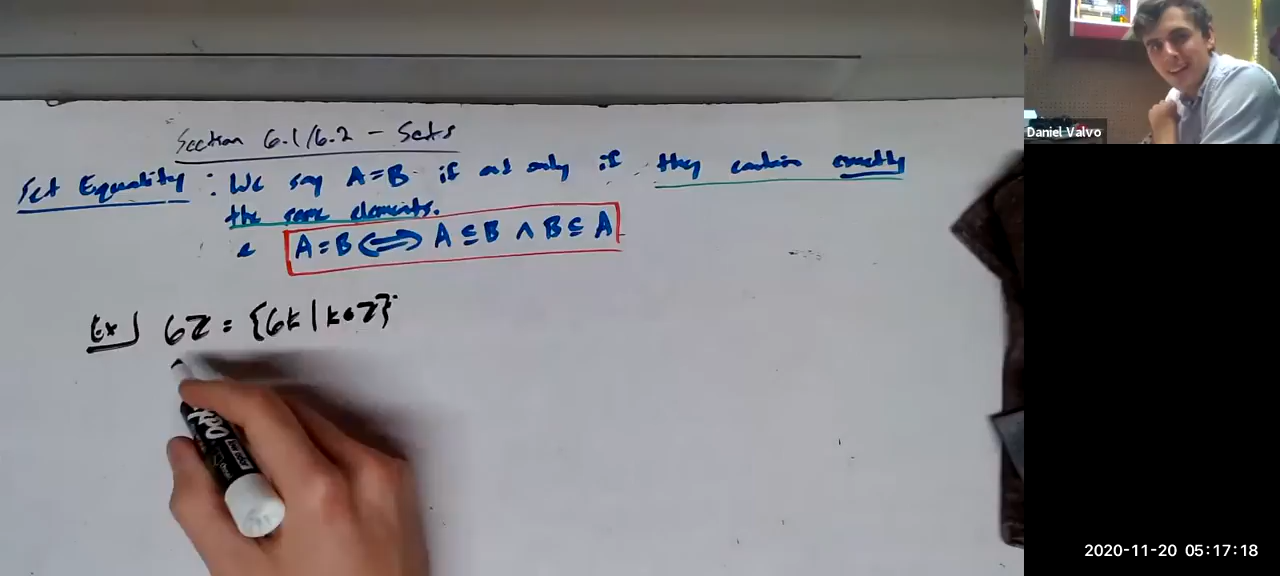 Section 6.1/6.2 - Sets
Set Equality: We say A=B if and only if they contain exactly
the same elements.
A=B ⟺ A⊆B ∧ B⊆A
Ex] 6Z = {6k | k∈Z}
EXPO
Daniel Valvo
2020-11-20 05:17:18